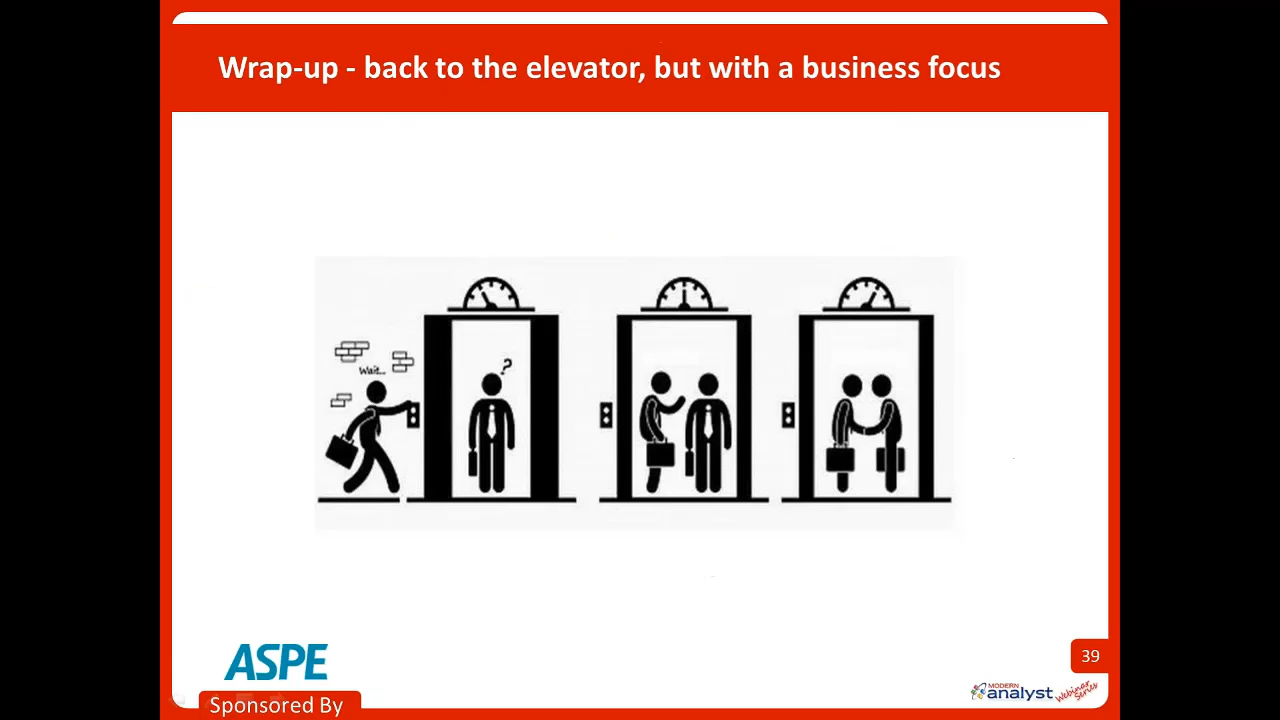 Wrap-up - back to the elevator, but with a business focus
Wait...
?
ASPE
Sponsored By
39
MODERN
analyst
Webinar
Series